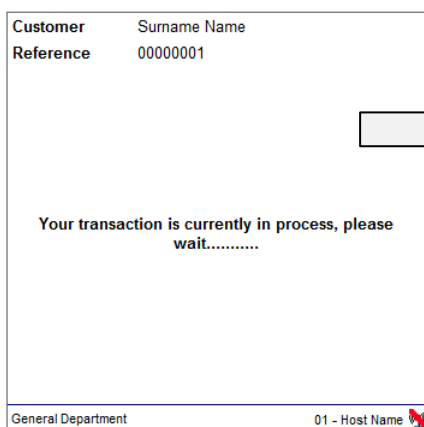 Customer Surname Name
Reference 00000001
Your transaction is currently in process, please
wait...........
General Department 01 - Host Name